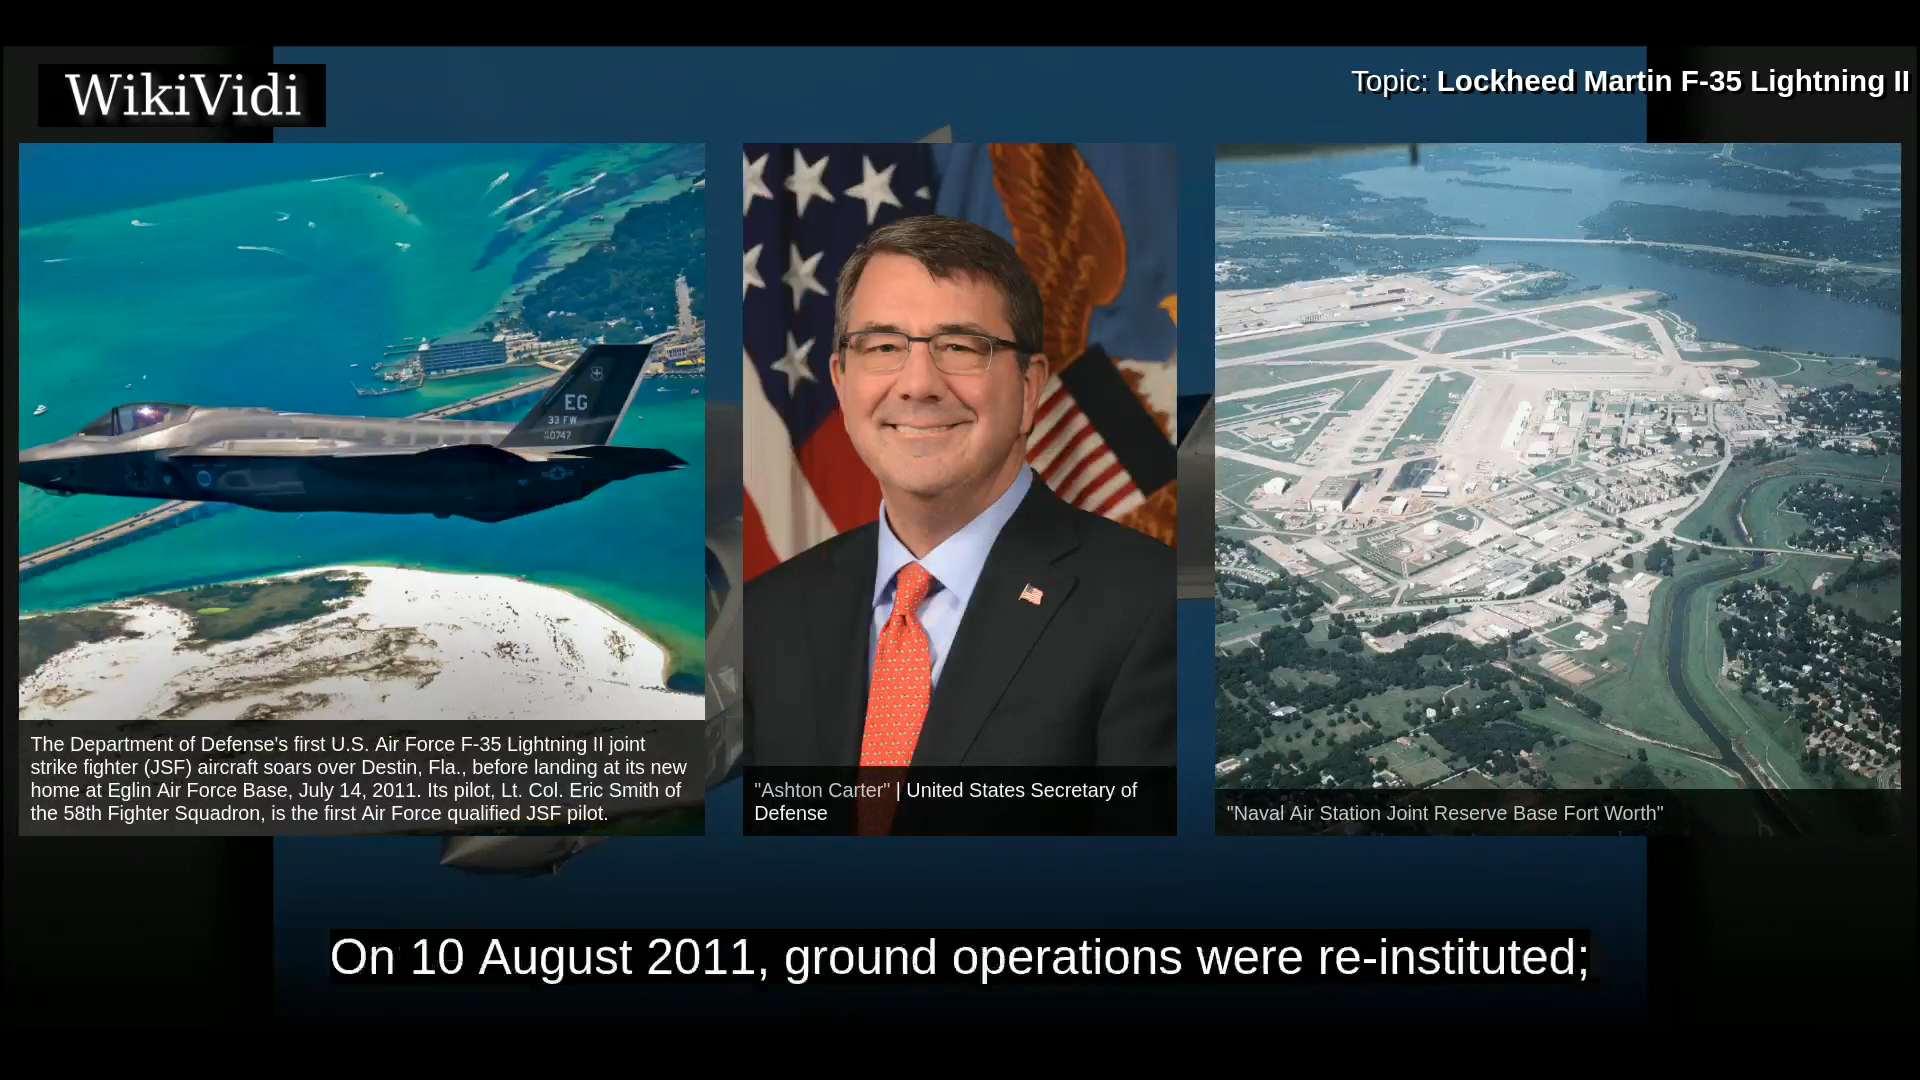 WikiVidi
Topic: Lockheed Martin F-35 Lightning II
EG
33 FW
0747
The Department of Defense's first U.S. Air Force F-35 Lightning II joint
strike fighter (JSF) aircraft soars over Destin, Fla., before landing at its new
home at Eglin Air Force Base, July 14, 2011. Its pilot, Lt. Col. Eric Smith of
the 58th Fighter Squadron, is the first Air Force qualified JSF pilot.
"Ashton Carter" | United States Secretary of
Defense
"Naval Air Station Joint Reserve Base Fort Worth"
On 10 August 2011, ground operations were re-instituted;